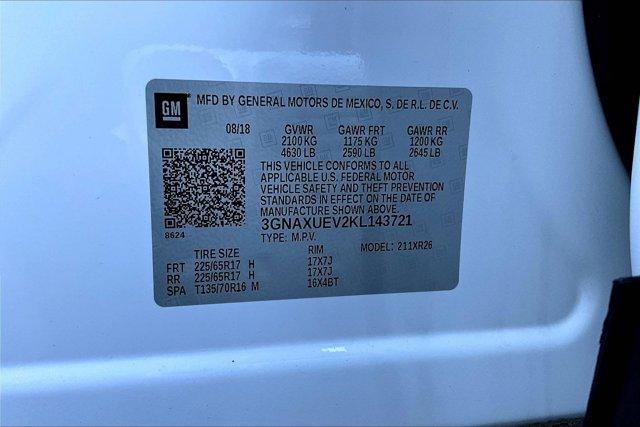 GM
MFD BY GENERAL MOTORS DE MEXICO, S. DE R.L. DE C.V.
08/18 GVWR GAWR FRT GAWR RR
2100 KG 1175 KG 1200 KG
4630 LB 2590 LB 2645 LB
THIS VEHICLE CONFORMS TO ALL
APPLICABLE U.S. FEDERAL MOTOR
VEHICLE SAFETY AND THEFT PREVENTION
STANDARDS IN EFFECT ON THE DATE OF
MANUFACTURE SHOWN ABOVE.
8624 3GNAXUEV2KL143721
TYPE: M.P.V. MODEL: 211XR26
TIRE SIZE RIM
FRT 225/65R17 H 17X7J
RR 225/65R17 H 17X7J
SPA T135/70R16 M 16X4BT